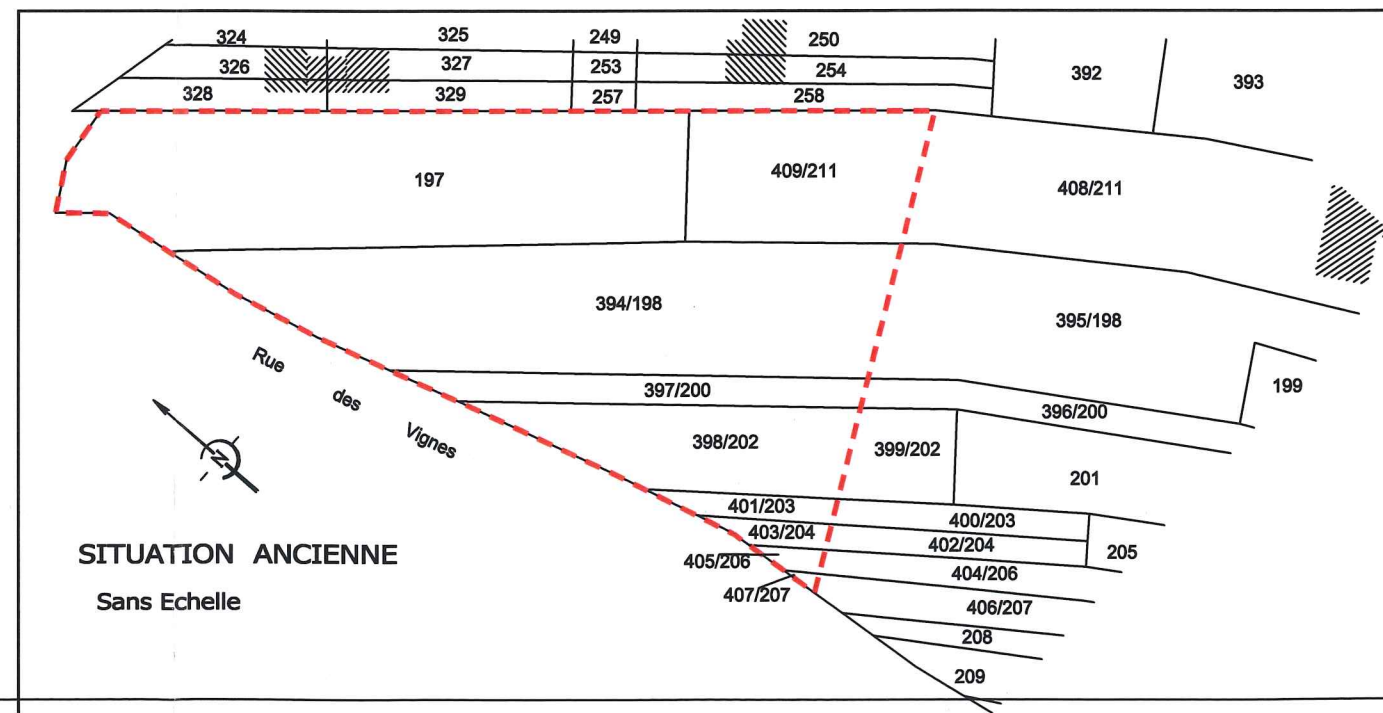 324 325 249 250
326 327 253 254 392 393
328 329 257 258
197 409/211 408/211
394/198 395/198
Rue des Vignes
397/200 396/200 199
398/202 399/202 201
N
401/203 400/203
403/204 402/204 205
SITUATION ANCIENNE
405/206 404/206
Sans Echelle
407/207 406/207
208
209